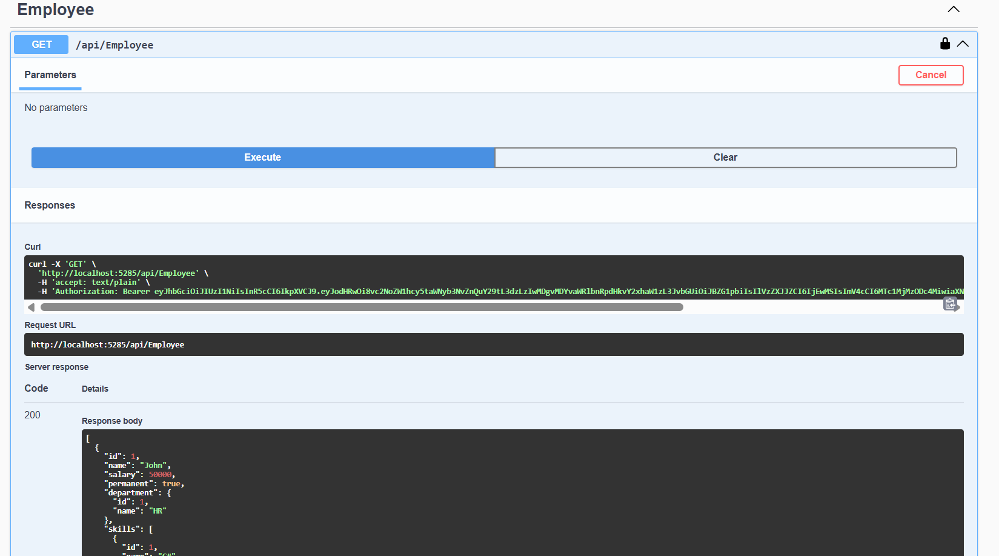 Employee
GET /api/Employee
Parameters
Cancel
No parameters
Execute
Clear
Responses
Curl
curl -X 'GET' \
'http://localhost:5285/api/Employee' \
-H 'accept: text/plain' \
-H 'Authorization: Bearer eyJhbGciOiJIUzI1NiIsInR5cCI6IkpXVCJ9.eyJodHRwOi8vc2NoZW1hcy5taWNyb3NvZnQuY29tL3dzLzIwMDgvMDYvaWRlbnRpdHkvY2xhaW1zL3JvbGUiOiJBZG1pbiIsIlVzZXJJZCI6IjEwMSIsImV4cCI6MTc1MjMzODc4MiwiaXN
Request URL
http://localhost:5285/api/Employee
Server response
Code
Details
200
Response body
[
{
"id": 1,
"name": "John",
"salary": 50000,
"permanent": true,
"department": {
"id": 1,
"name": "HR"
},
"skills": [
{
"id": 1,
"name": "C#"